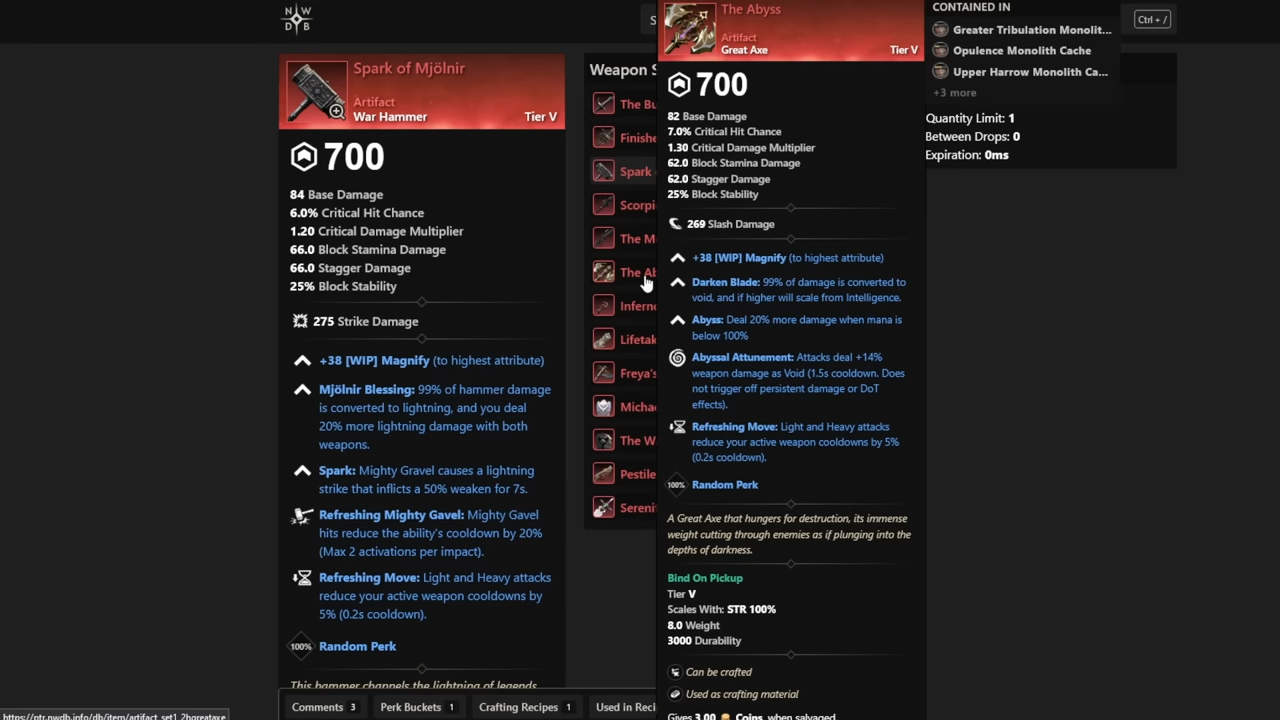 NW
DB
S
Ctrl + /
Spark of Mjölnir
Artifact
War Hammer
Tier V
700
84 Base Damage
6.0% Critical Hit Chance
1.20 Critical Damage Multiplier
66.0 Block Stamina Damage
66.0 Stagger Damage
25% Block Stability
275 Strike Damage
+38 [WIP] Magnify (to highest attribute)
Mjölnir Blessing: 99% of hammer damage
is converted to lightning, and you deal
20% more lightning damage with both
weapons.
Spark: Mighty Gravel causes a lightning
strike that inflicts a 50% weaken for 7s.
Refreshing Mighty Gavel: Mighty Gavel
hits reduce the ability's cooldown by 20%
(Max 2 activations per impact).
Refreshing Move: Light and Heavy attacks
reduce your active weapon cooldowns by
5% (0.2s cooldown).
100% Random Perk
This hammer channels the lightning of legends
Comments 3
Perk Buckets 1
Crafting Recipes 1
Used in Reci
https://ptr.nwdb.info/db/item/artifact_set1_2hgreataxe
Weapon S
The Bu
Finishe
Spark
Scorpi
The M
The Ab
Inferno
Lifetak
Freya's
Michae
The W
Pestile
Sereni
The Abyss
Artifact
Great Axe
Tier V
700
82 Base Damage
7.0% Critical Hit Chance
1.30 Critical Damage Multiplier
62.0 Block Stamina Damage
62.0 Stagger Damage
25% Block Stability
269 Slash Damage
+38 [WIP] Magnify (to highest attribute)
Darken Blade: 99% of damage is converted to
void, and if higher will scale from Intelligence.
Abyss: Deal 20% more damage when mana is
below 100%
Abyssal Attunement: Attacks deal +14%
weapon damage as Void (1.5s cooldown. Does
not trigger off persistent damage or DoT
effects).
Refreshing Move: Light and Heavy attacks
reduce your active weapon cooldowns by 5%
(0.2s cooldown).
100% Random Perk
A Great Axe that hungers for destruction, its immense
weight cutting through enemies as if plunging into the
depths of darkness.
Bind On Pickup
Tier V
Scales With: STR 100%
8.0 Weight
3000 Durability
Can be crafted
Used as crafting material
Gives 3.00 Coins when salvaged
CONTAINED IN
Greater Tribulation Monolit...
Opulence Monolith Cache
Upper Harrow Monolith Ca...
+3 more
Quantity Limit: 1
Between Drops: 0
Expiration: 0ms